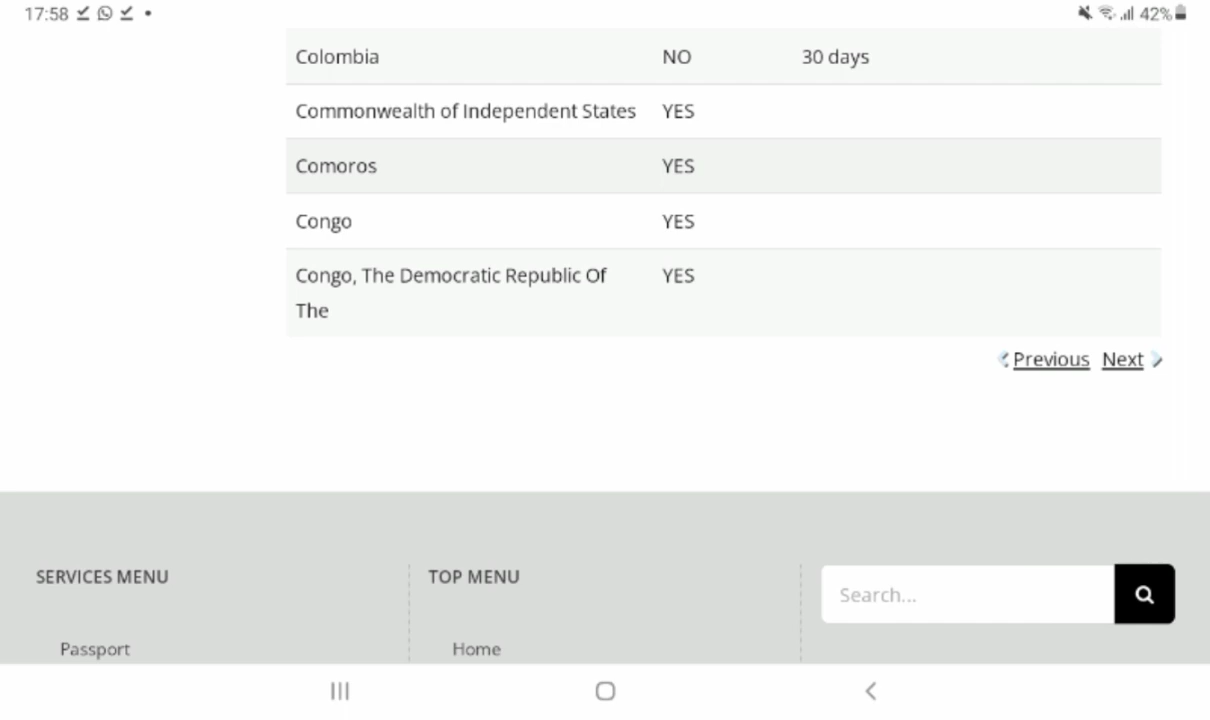 17:58
42%
Colombia NO 30 days
Commonwealth of Independent States YES
Comoros YES
Congo YES
Congo, The Democratic Republic Of YES
The
Previous Next
SERVICES MENU TOP MENU
Search...
Passport Home